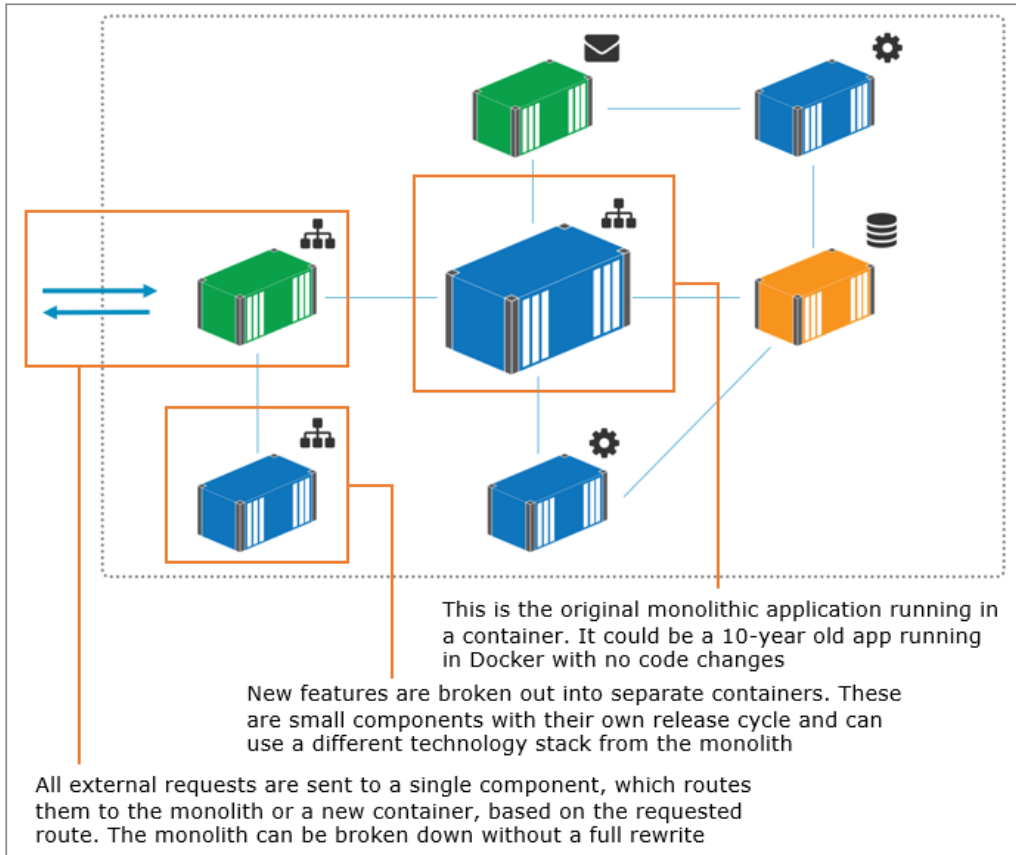 This is the original monolithic application running in
a container. It could be a 10-year old app running
in Docker with no code changes
New features are broken out into separate containers. These
are small components with their own release cycle and can
use a different technology stack from the monolith
All external requests are sent to a single component, which routes
them to the monolith or a new container, based on the requested
route. The monolith can be broken down without a full rewrite